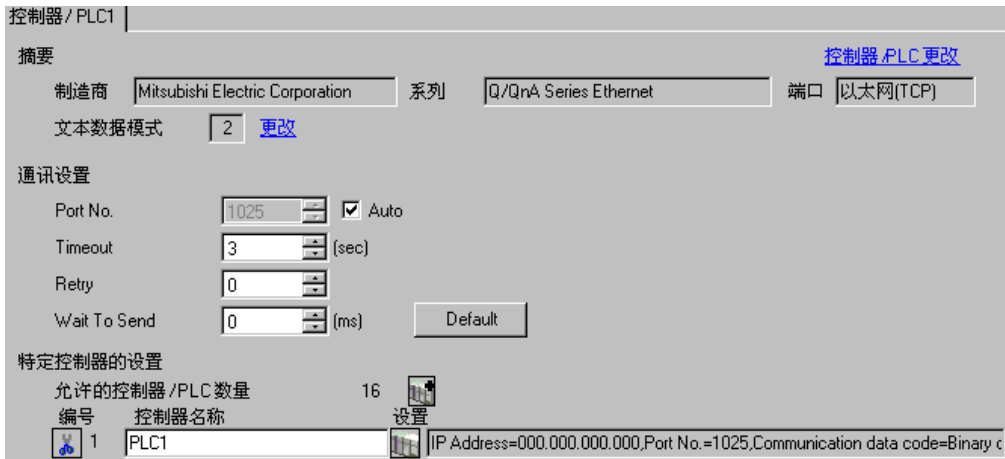 控制器/PLC1
摘要 控制器/PLC更改
制造商 Mitsubishi Electric Corporation 系列 Q/QnA Series Ethernet 端口 以太网(TCP)
文本数据模式 2 更改
通讯设置
Port No. 1025 Auto
Timeout 3 (sec)
Retry 0
Wait To Send 0 (ms) Default
特定控制器的设置
允许的控制器/PLC数量 16
编号 控制器名称 设置
1 PLC1 IP Address=000.000.000.000,Port No.=1025,Communication data code=Binary